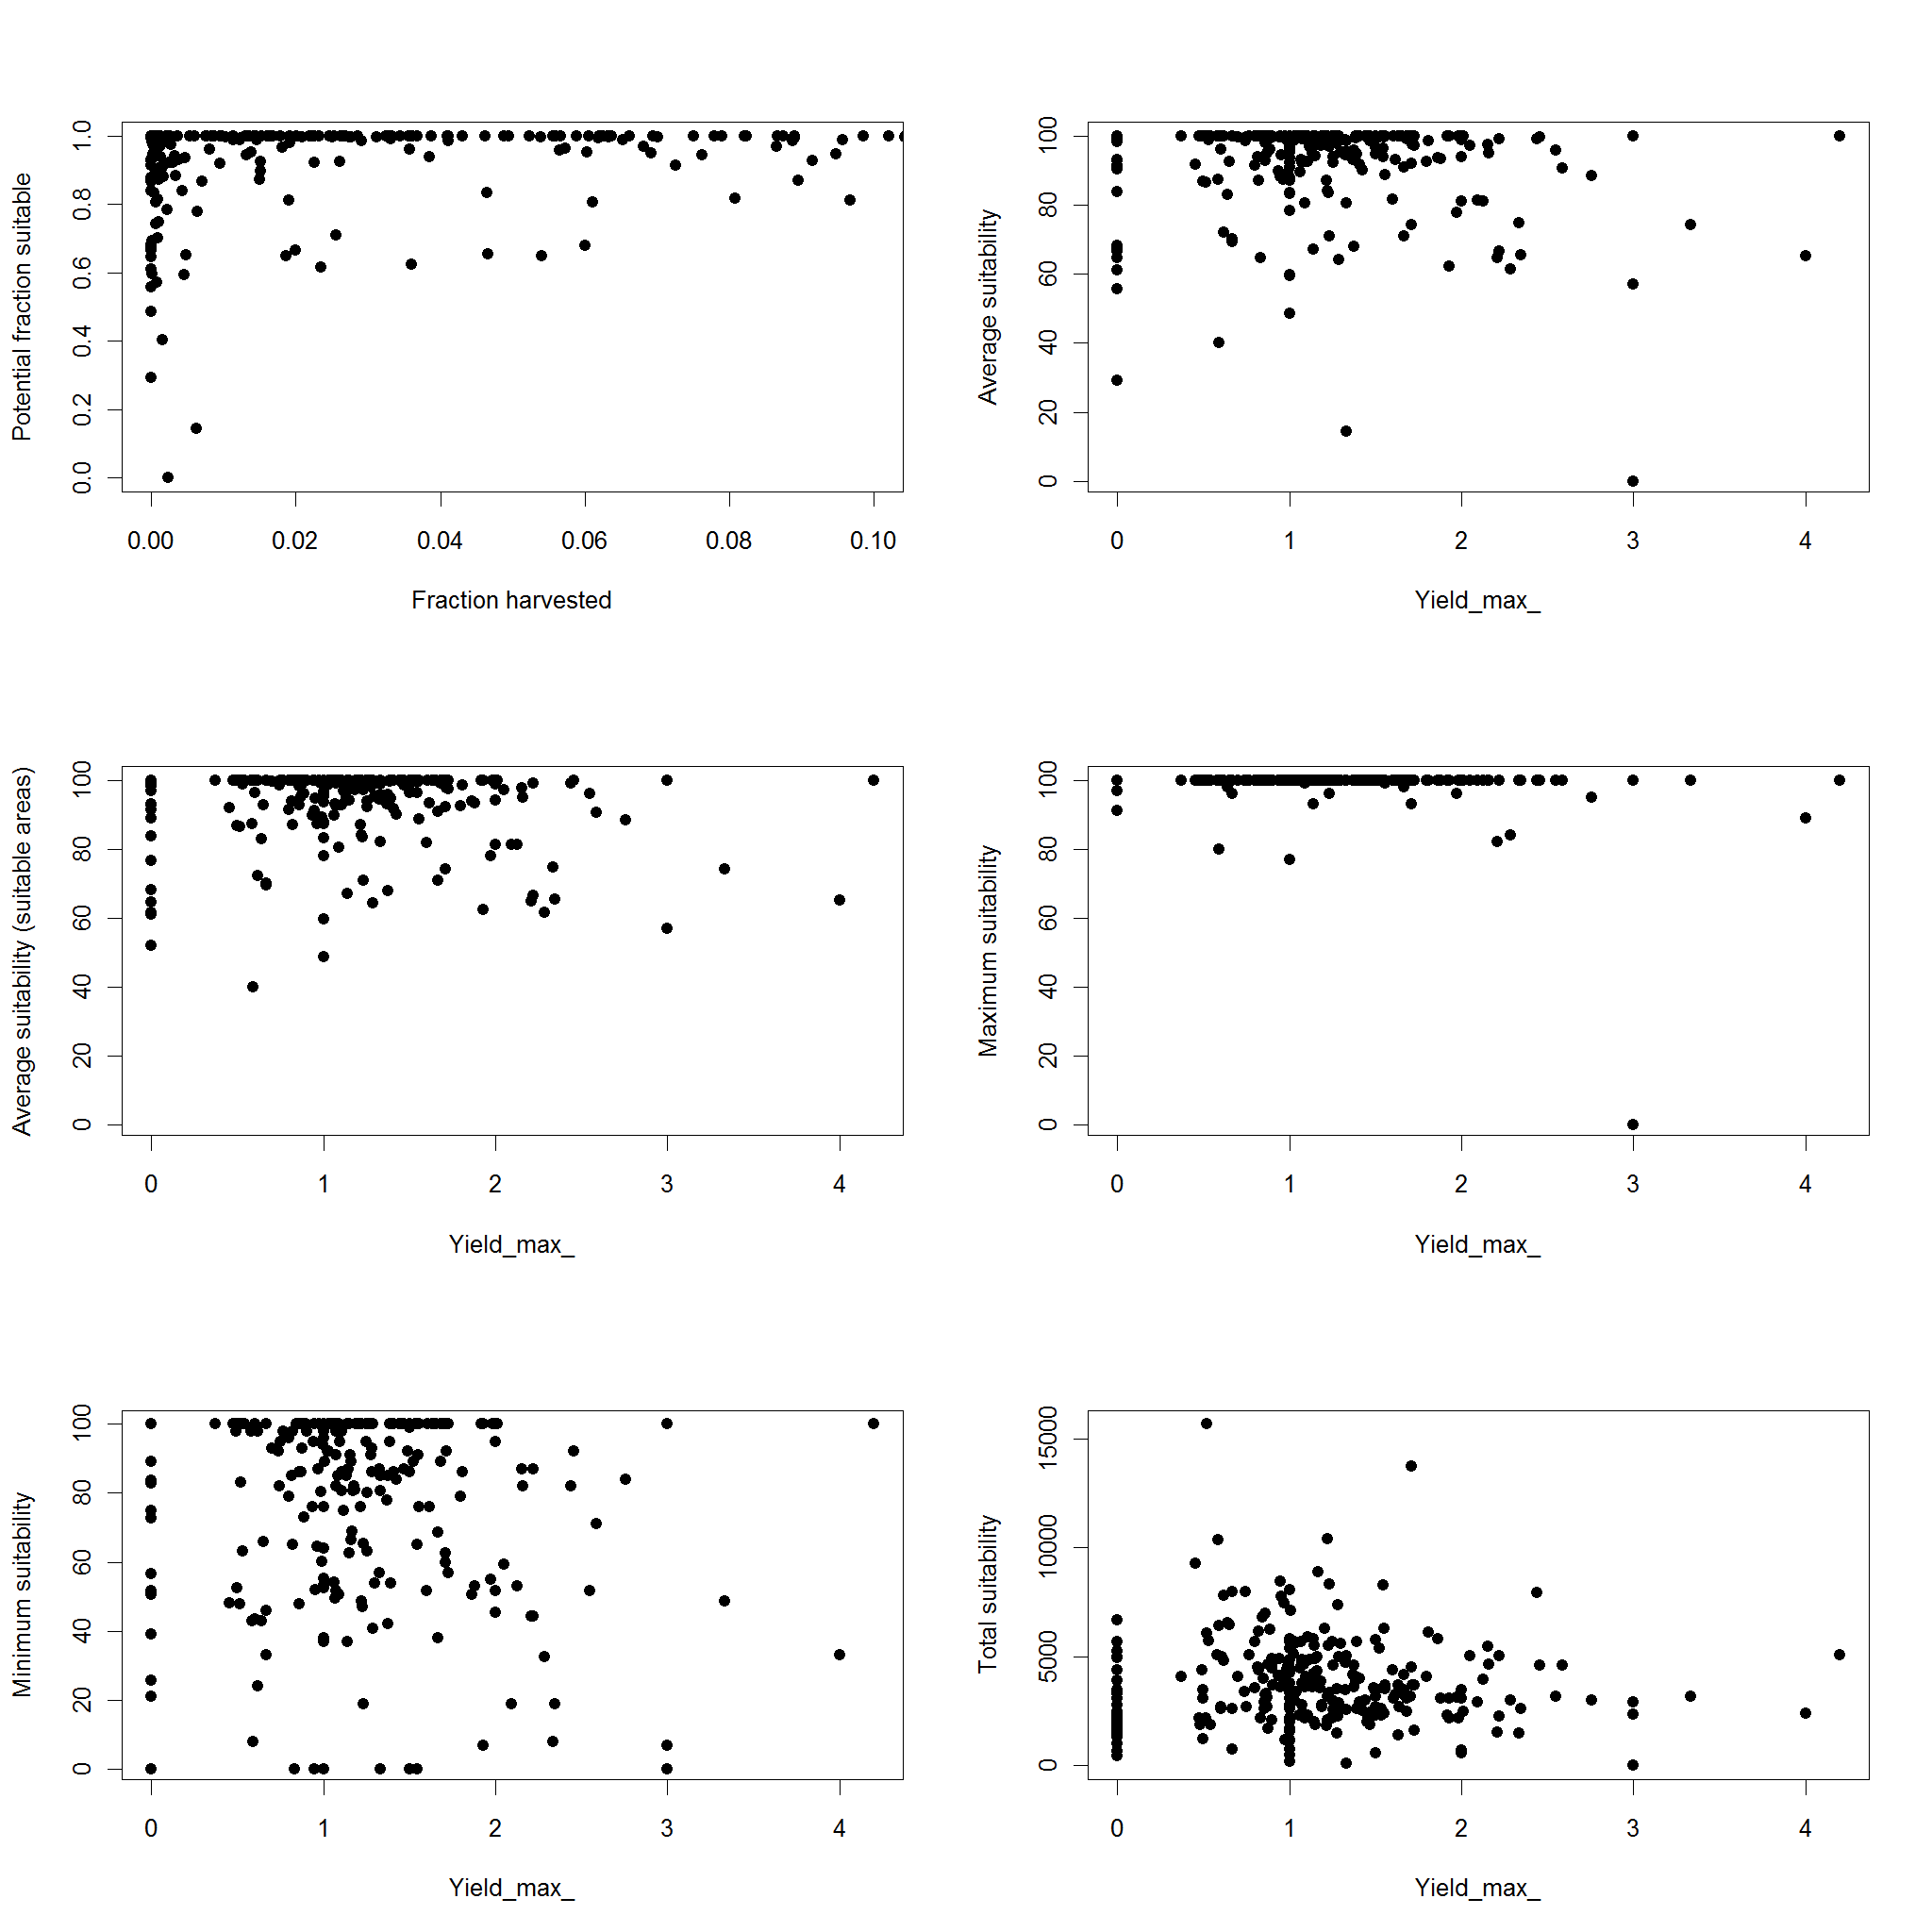 Potential fraction suitable
1.0
0.8
0.6
0.4
0.2
0.0
0.00 0.02 0.04 0.06 0.08 0.10
Fraction harvested
Average suitability
100
80
60
40
20
0
0 1 2 3 4
Yield_max_
Average suitability (suitable areas)
100
80
60
40
20
0
0 1 2 3 4
Yield_max_
Maximum suitability
100
80
60
40
20
0
0 1 2 3 4
Yield_max_
Minimum suitability
100
80
60
40
20
0
0 1 2 3 4
Yield_max_
Total suitability
15000
10000
5000
0
0 1 2 3 4
Yield_max_